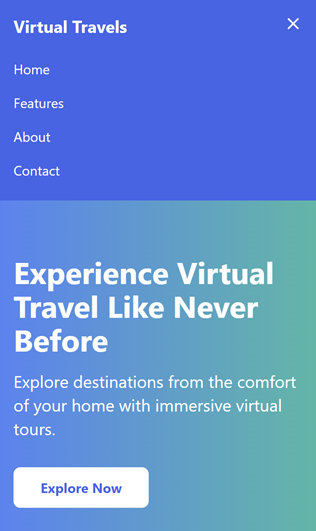 Virtual Travels
Home
Features
About
Contact
Experience Virtual
Travel Like Never
Before
Explore destinations from the comfort
of your home with immersive virtual
tours.
Explore Now